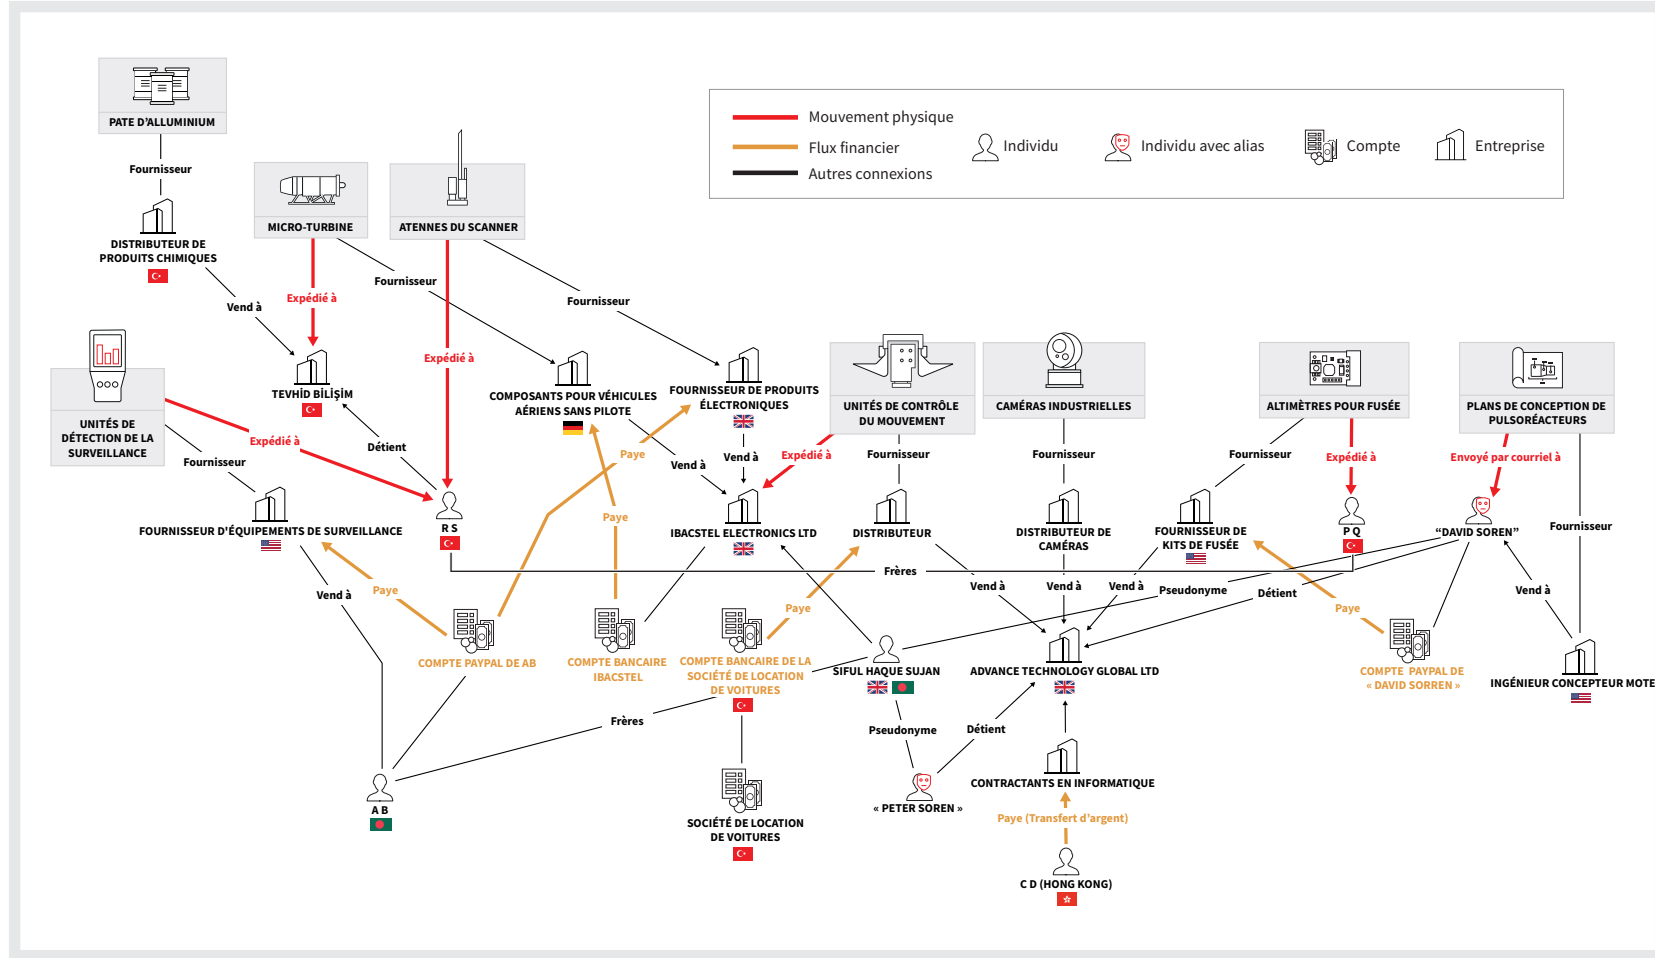 PATE D'ALLUMINIUM
Mouvement physique
Flux financier
Autres connexions
Individu
Individu avec alias
Compte
Entreprise
Fournisseur
MICRO-TURBINE
ATENNES DU SCANNER
DISTRIBUTEUR DE
PRODUITS CHIMIQUES
Fournisseur
Expédié à
Vend à
Fournisseur
Expédié à
TEVHİD BİLİŞİM
COMPOSANTS POUR VÉHICULES
AÉRIENS SANS PILOTE
FOURNISSEUR DE PRODUITS
ÉLECTRONIQUES
UNITÉS DE CONTRÔLE
DU MOUVEMENT
CAMÉRAS INDUSTRIELLES
ALTIMÈTRES POUR FUSÉE
PLANS DE CONCEPTION DE
PULSORÉACTEURS
UNITÉS DE
DÉTECTION DE LA
SURVEILLANCE
Expédié à
Détient
Fournisseur
Paye
Vend à
Vend à
Expédié à
Fournisseur
Fournisseur
Fournisseur
Expédié à
Envoyé par courriel à
Fournisseur
Paye
FOURNISSEUR D'ÉQUIPEMENTS DE SURVEILLANCE
R S
IBACSTEL ELECTRONICS LTD
DISTRIBUTEUR
DISTRIBUTEUR DE
CAMÉRAS
FOURNISSEUR DE
KITS DE FUSÉE
P Q
“DAVID SOREN”
Frères
Vend à
Paye
Paye
Vend à
Vend à
Vend à
Pseudonyme
Détient
Paye
Vend à
COMPTE PAYPAL DE AB
COMPTE BANCAIRE
IBACSTEL
COMPTE BANCAIRE DE LA
SOCIÉTÉ DE LOCATION
DE VOITURES
SIFUL HAQUE SUJAN
ADVANCE TECHNOLOGY GLOBAL LTD
COMPTE PAYPAL DE
« DAVID SORREN »
INGÉNIEUR CONCEPTEUR MOTE
Frères
Pseudonyme
Détient
A B
« PETER SOREN »
CONTRACTANTS EN INFORMATIQUE
SOCIÉTÉ DE LOCATION
DE VOITURES
Paye (Transfert d'argent)
C D (HONG KONG)